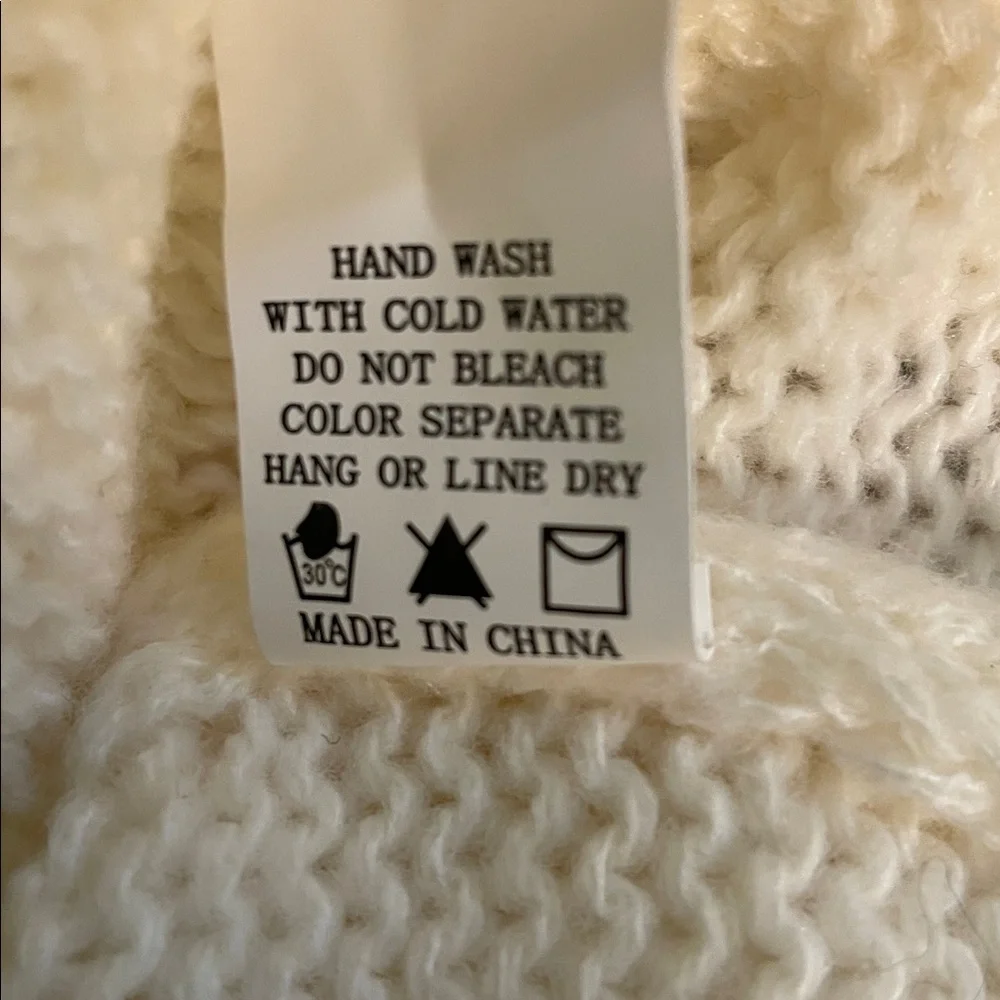 HAND WASH
WITH COLD WATER
DO NOT BLEACH
COLOR SEPARATE
HANG OR LINE DRY
30℃
MADE IN CHINA